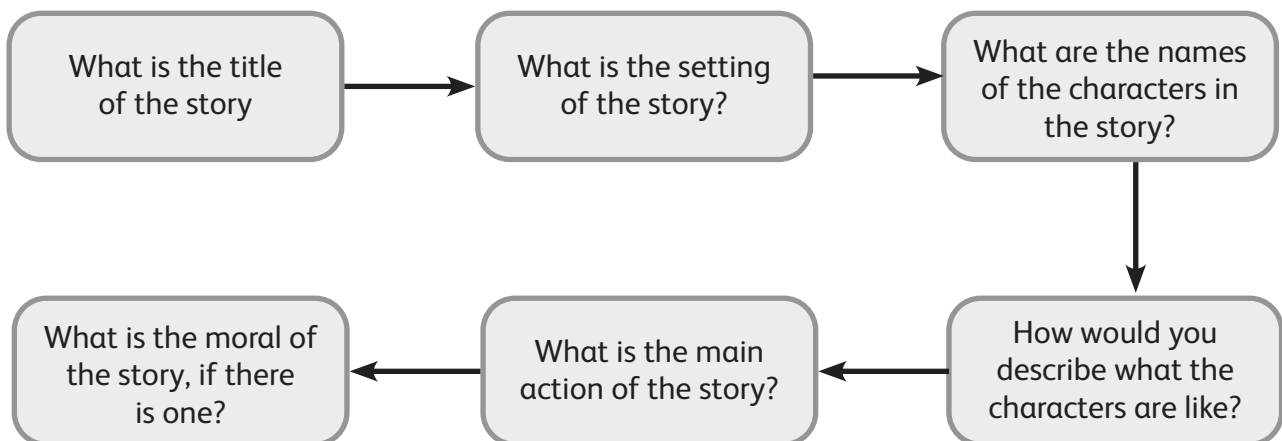 What is the title
of the story
What is the setting
of the story?
What are the names
of the characters in
the story?
How would you
describe what the
characters are like?
What is the main
action of the story?
What is the moral of
the story, if there
is one?